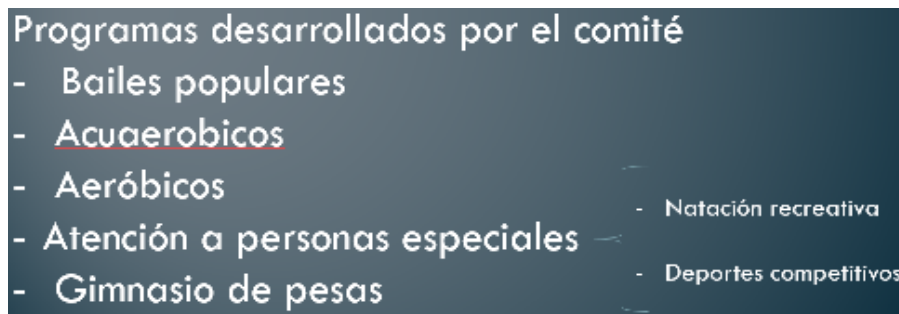 Programas desarrollados por el comité
- Bailes populares
- Acuaerobicos
- Aeróbicos
- Atención a personas especiales
- Natación recreativa
- Deportes competitivos
- Gimnasio de pesas